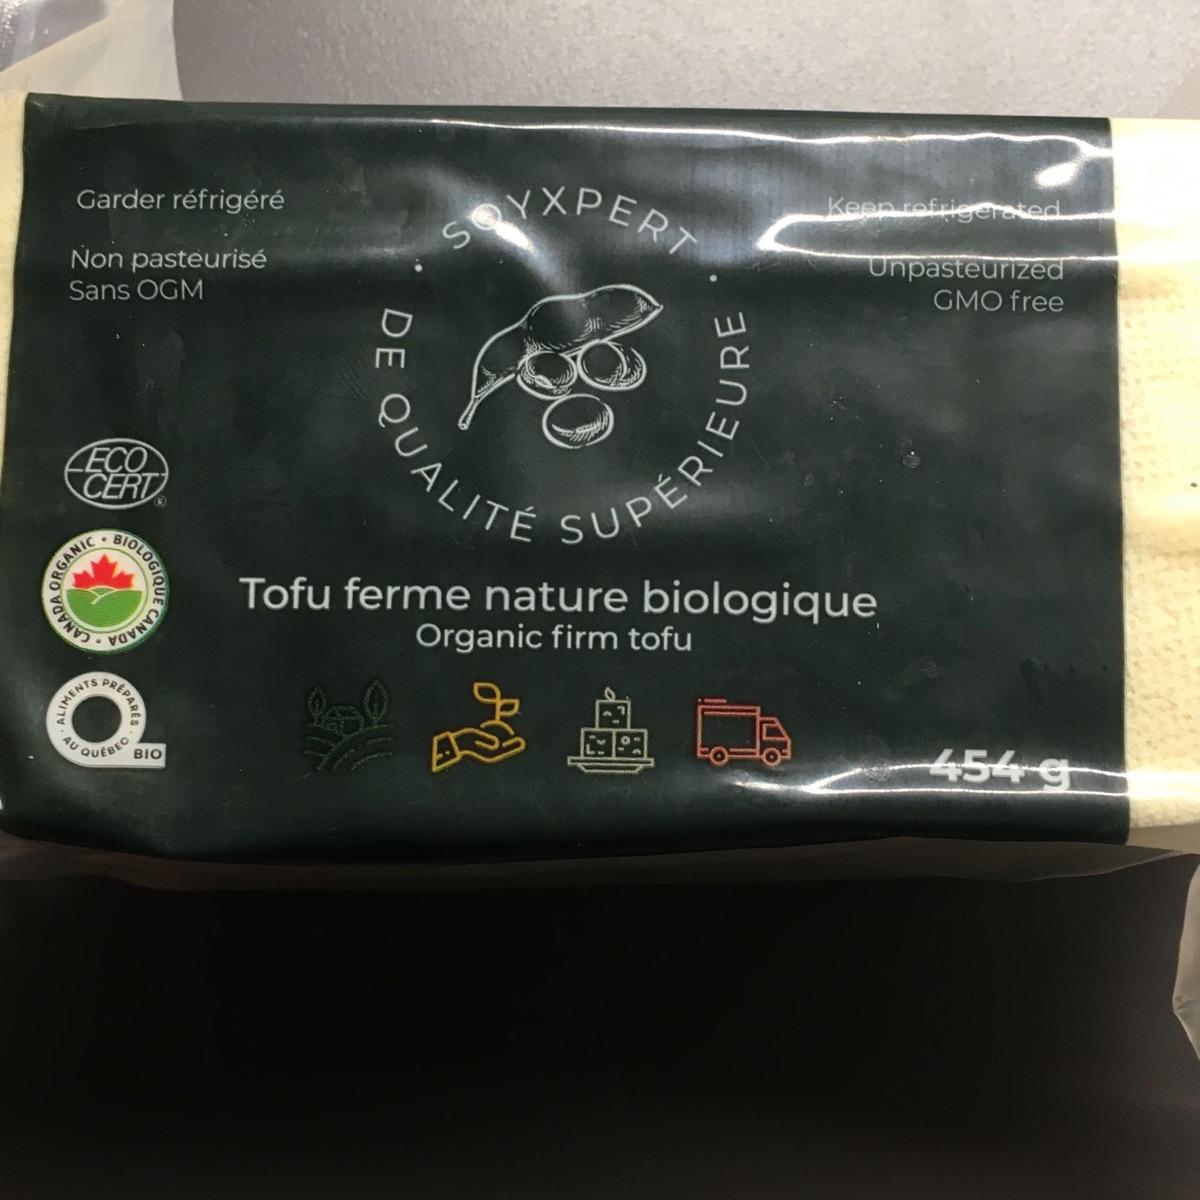 Garder réfrigéré
Non pasteurisé
Sans OGM
SOYXPERT
DE QUALITÉ SUPÉRIEURE
Keep refrigerated
Unpasteurized
GMO free
ECO
CERT®
CANADA ORGANIC • BIOLOGIQUE CANADA •
ALIMENTS PRÉPARÉS
AU QUÉBEC
BIO
Tofu ferme nature biologique
Organic firm tofu
454 g